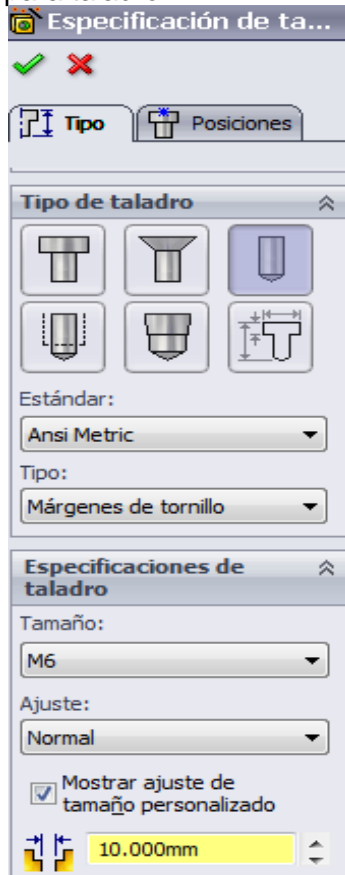 Especificación de ta...
Tipo
Posiciones
Tipo de taladro
Estándar:
Ansi Metric
Tipo:
Márgenes de tornillo
Especificaciones de
taladro
Tamaño:
M6
Ajuste:
Normal
Mostrar ajuste de
tamaño personalizado
10.000mm